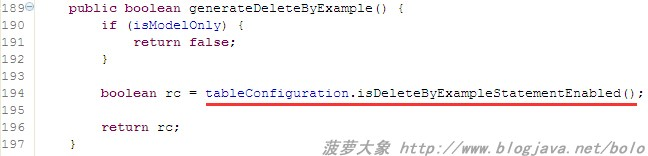 189 public boolean generateDeleteByExample() {
190 if (isModelOnly) {
191 return false;
192 }
193
194 boolean rc = tableConfiguration.isDeleteByExampleStatementEnabled();
195
196 return rc;
197 }
菠萝大象 http://www.blogjava.net/bolo